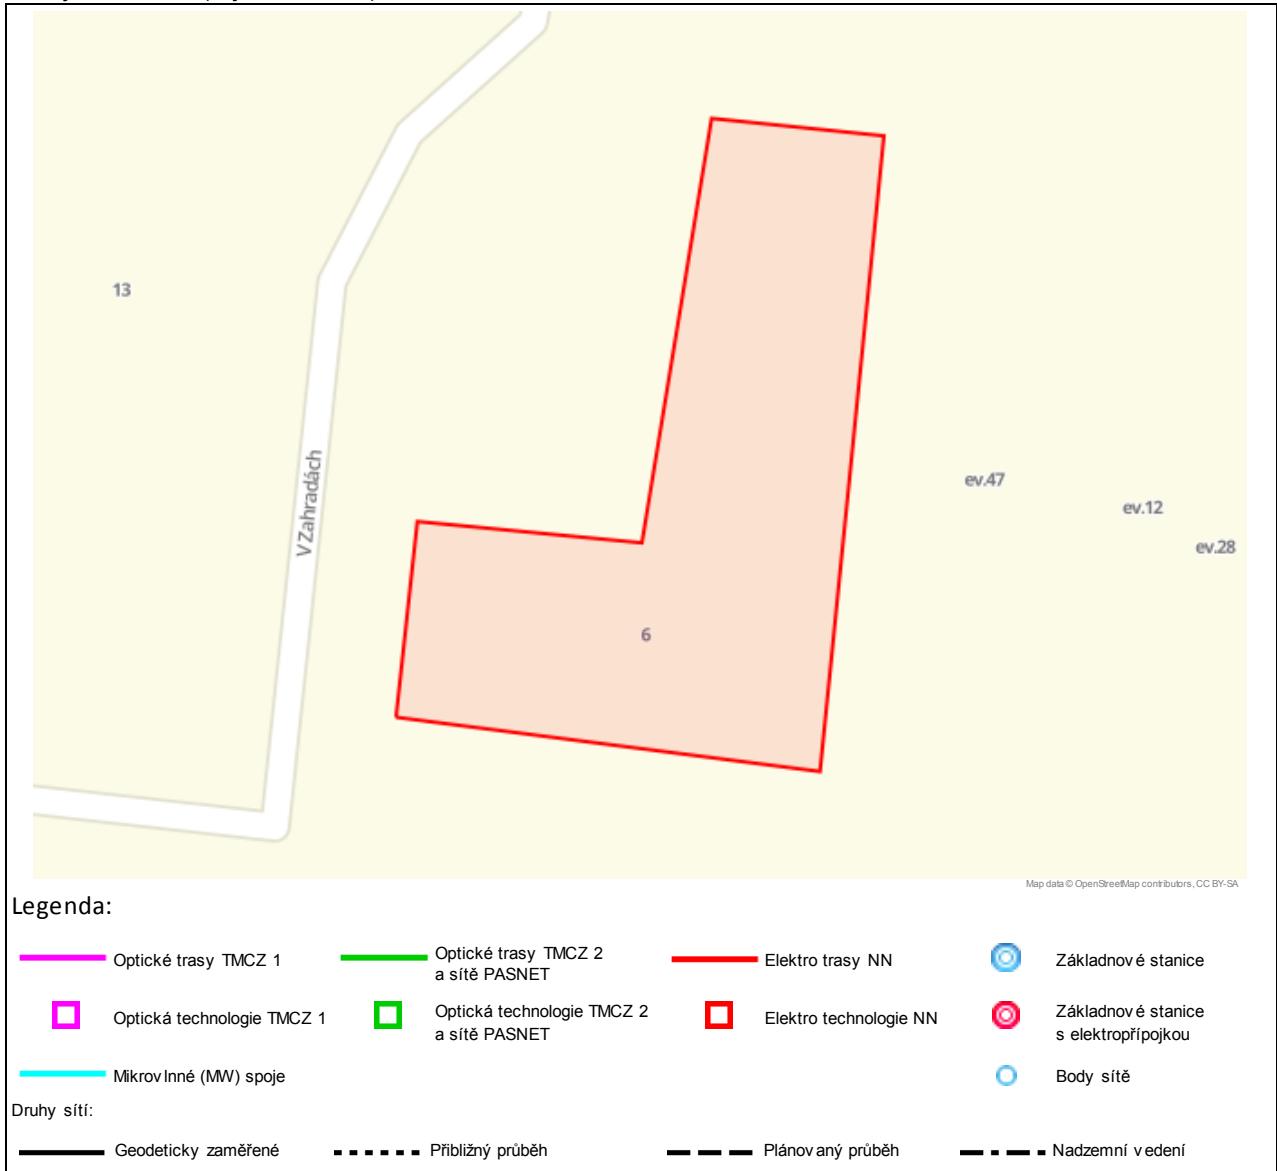 13
V Zahradách
ev.47
ev.12
ev.28
6
Map data © OpenStreetMap contributors, CC BY-SA
Legenda:
Optické trasy TMCZ 1
Optické trasy TMCZ 2
a sítě PASNET
Elektro trasy NN
Základnové stanice
Optická technologie TMCZ 1
Optická technologie TMCZ 2
a sítě PASNET
Elektro technologie NN
Základnové stanice
s elektropřípojkou
Mikrovlnné (MW) spoje
Body sítě
Druhy sítí:
Geodeticky zaměřené
Přibližný průběh
Plánovaný průběh
Nadzemní vedení